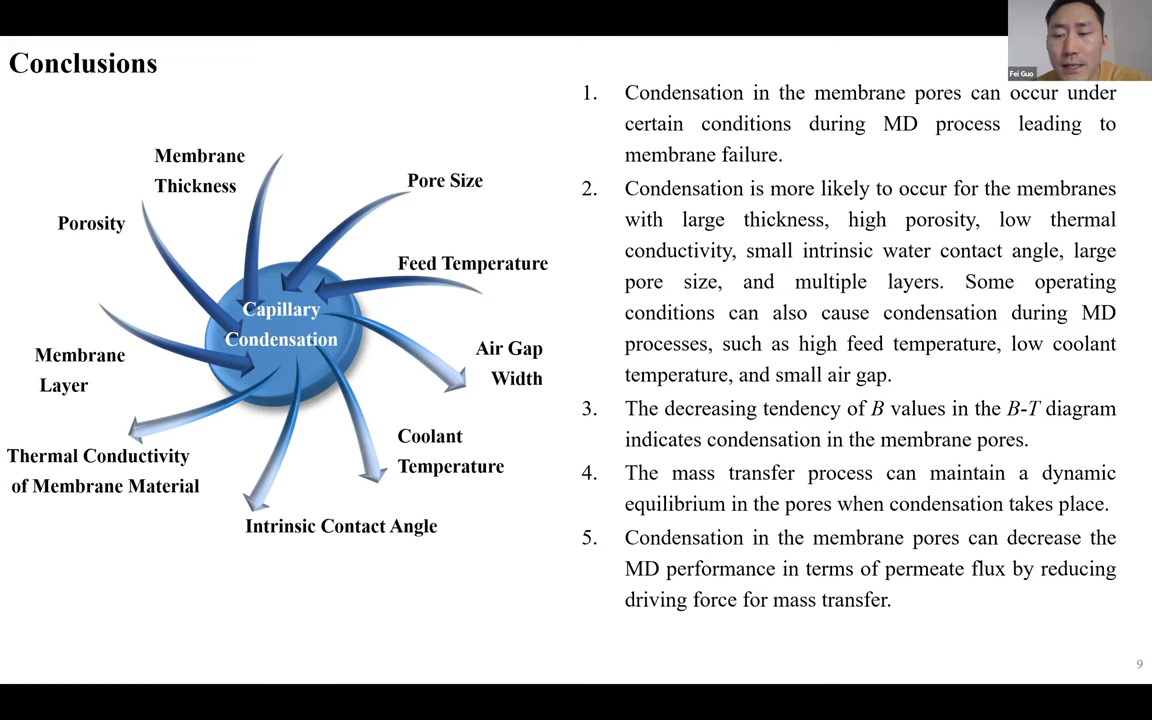 Conclusions
Fei Guo
Membrane
Thickness
Pore Size
Porosity
Feed Temperature
Capillary
Condensation
Air Gap
Width
Membrane
Layer
Coolant
Temperature
Thermal Conductivity
of Membrane Material
Intrinsic Contact Angle
1. Condensation in the membrane pores can occur under
certain conditions during MD process leading to
membrane failure.
2. Condensation is more likely to occur for the membranes
with large thickness, high porosity, low thermal
conductivity, small intrinsic water contact angle, large
pore size, and multiple layers. Some operating
conditions can also cause condensation during MD
processes, such as high feed temperature, low coolant
temperature, and small air gap.
3. The decreasing tendency of B values in the B-T diagram
indicates condensation in the membrane pores.
4. The mass transfer process can maintain a dynamic
equilibrium in the pores when condensation takes place.
5. Condensation in the membrane pores can decrease the
MD performance in terms of permeate flux by reducing
driving force for mass transfer.
9